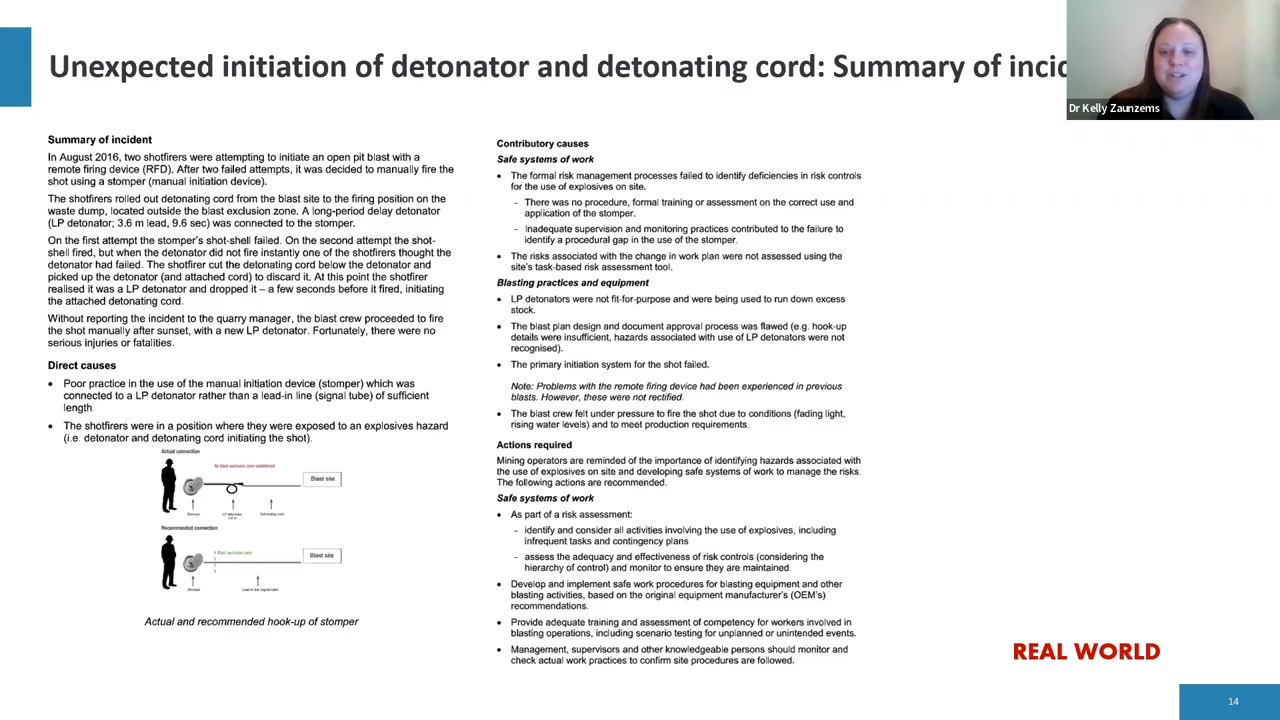 Unexpected initiation of detonator and detonating cord: Summary of incid
Dr Kelly Zaunzems
Summary of incident
In August 2016, two shotfirers were attempting to initiate an open pit blast with a
remote firing device (RFD). After two failed attempts, it was decided to manually fire the
shot using a stomper (manual initiation device).
The shotfirers rolled out detonating cord from the blast site to the firing position on the
waste dump, located outside the blast exclusion zone. A long-period delay detonator
(LP detonator; 3.6 m lead, 9.6 sec) was connected to the stomper.
On the first attempt the stomper's shot-shell failed. On the second attempt the shot-
shell fired, but when the detonator did not fire instantly one of the shotfirers thought the
detonator had failed. The shotfirer cut the detonating cord below the detonator and
picked up the detonator (and attached cord) to discard it. At this point the shotfirer
realised it was a LP detonator and dropped it – a few seconds before it fired, initiating
the attached detonating cord.
Without reporting the incident to the quarry manager, the blast crew proceeded to fire
the shot manually after sunset, with a new LP detonator. Fortunately, there were no
serious injuries or fatalities.
Direct causes
• Poor practice in the use of the manual initiation device (stomper) which was
connected to a LP detonator rather than a lead-in line (signal tube) of sufficient
length.
• The shotfirers were in a position where they were exposed to an explosives hazard
(i.e. detonator and detonating cord initiating the shot).
Actual connection
No blast exclusion zone established
Blast site
Stomper
LP detonator
3.6 m
Detonating cord
Recommended connection
Blast exclusion zone
Blast site
Stomper
Lead-in line (signal tube)
Actual and recommended hook-up of stomper
Contributory causes
Safe systems of work
• The formal risk management processes failed to identify deficiencies in risk controls
for the use of explosives on site.
- There was no procedure, formal training or assessment on the correct use and
application of the stomper.
- Inadequate supervision and monitoring practices contributed to the failure to
identify a procedural gap in the use of the stomper.
• The risks associated with the change in work plan were not assessed using the
site's task-based risk assessment tool.
Blasting practices and equipment
• LP detonators were not fit-for-purpose and were being used to run down excess
stock.
• The blast plan design and document approval process was flawed (e.g. hook-up
details were insufficient, hazards associated with use of LP detonators were not
recognised).
• The primary initiation system for the shot failed.
Note: Problems with the remote firing device had been experienced in previous
blasts. However, these were not rectified.
• The blast crew felt under pressure to fire the shot due to conditions (fading light,
rising water levels) and to meet production requirements.
Actions required
Mining operators are reminded of the importance of identifying hazards associated with
the use of explosives on site and developing safe systems of work to manage the risks.
The following actions are recommended.
Safe systems of work
• As part of a risk assessment:
- identify and consider all activities involving the use of explosives, including
infrequent tasks and contingency plans
- assess the adequacy and effectiveness of risk controls (considering the
hierarchy of control) and monitor to ensure they are maintained
• Develop and implement safe work procedures for blasting equipment and other
blasting activities, based on the original equipment manufacturer's (OEM's)
recommendations.
• Provide adequate training and assessment of competency for workers involved in
blasting operations, including scenario testing for unplanned or unintended events.
• Management, supervisors and other knowledgeable persons should monitor and
check actual work practices to confirm site procedures are followed.
REAL WORLD
14